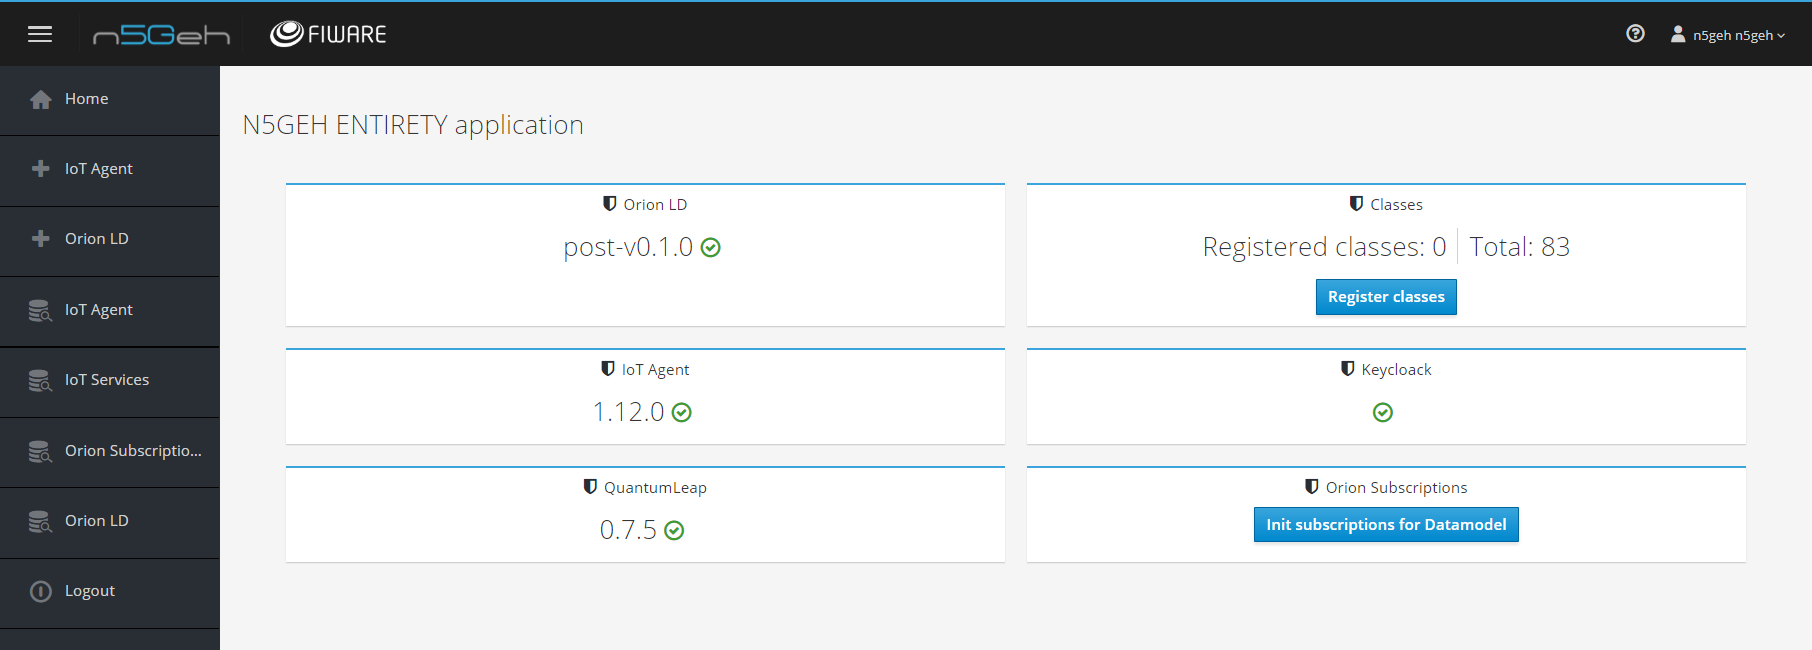 n5Geh
FIWARE
n5geh n5geh
Home
IoT Agent
Orion LD
IoT Agent
IoT Services
Orion Subscriptio...
Orion LD
Logout
N5GEH ENTIRETY application
Orion LD
post-v0.1.0
Classes
Registered classes: 0 Total: 83
Register classes
IoT Agent
1.12.0
Keycloack
QuantumLeap
0.7.5
Orion Subscriptions
Init subscriptions for Datamodel